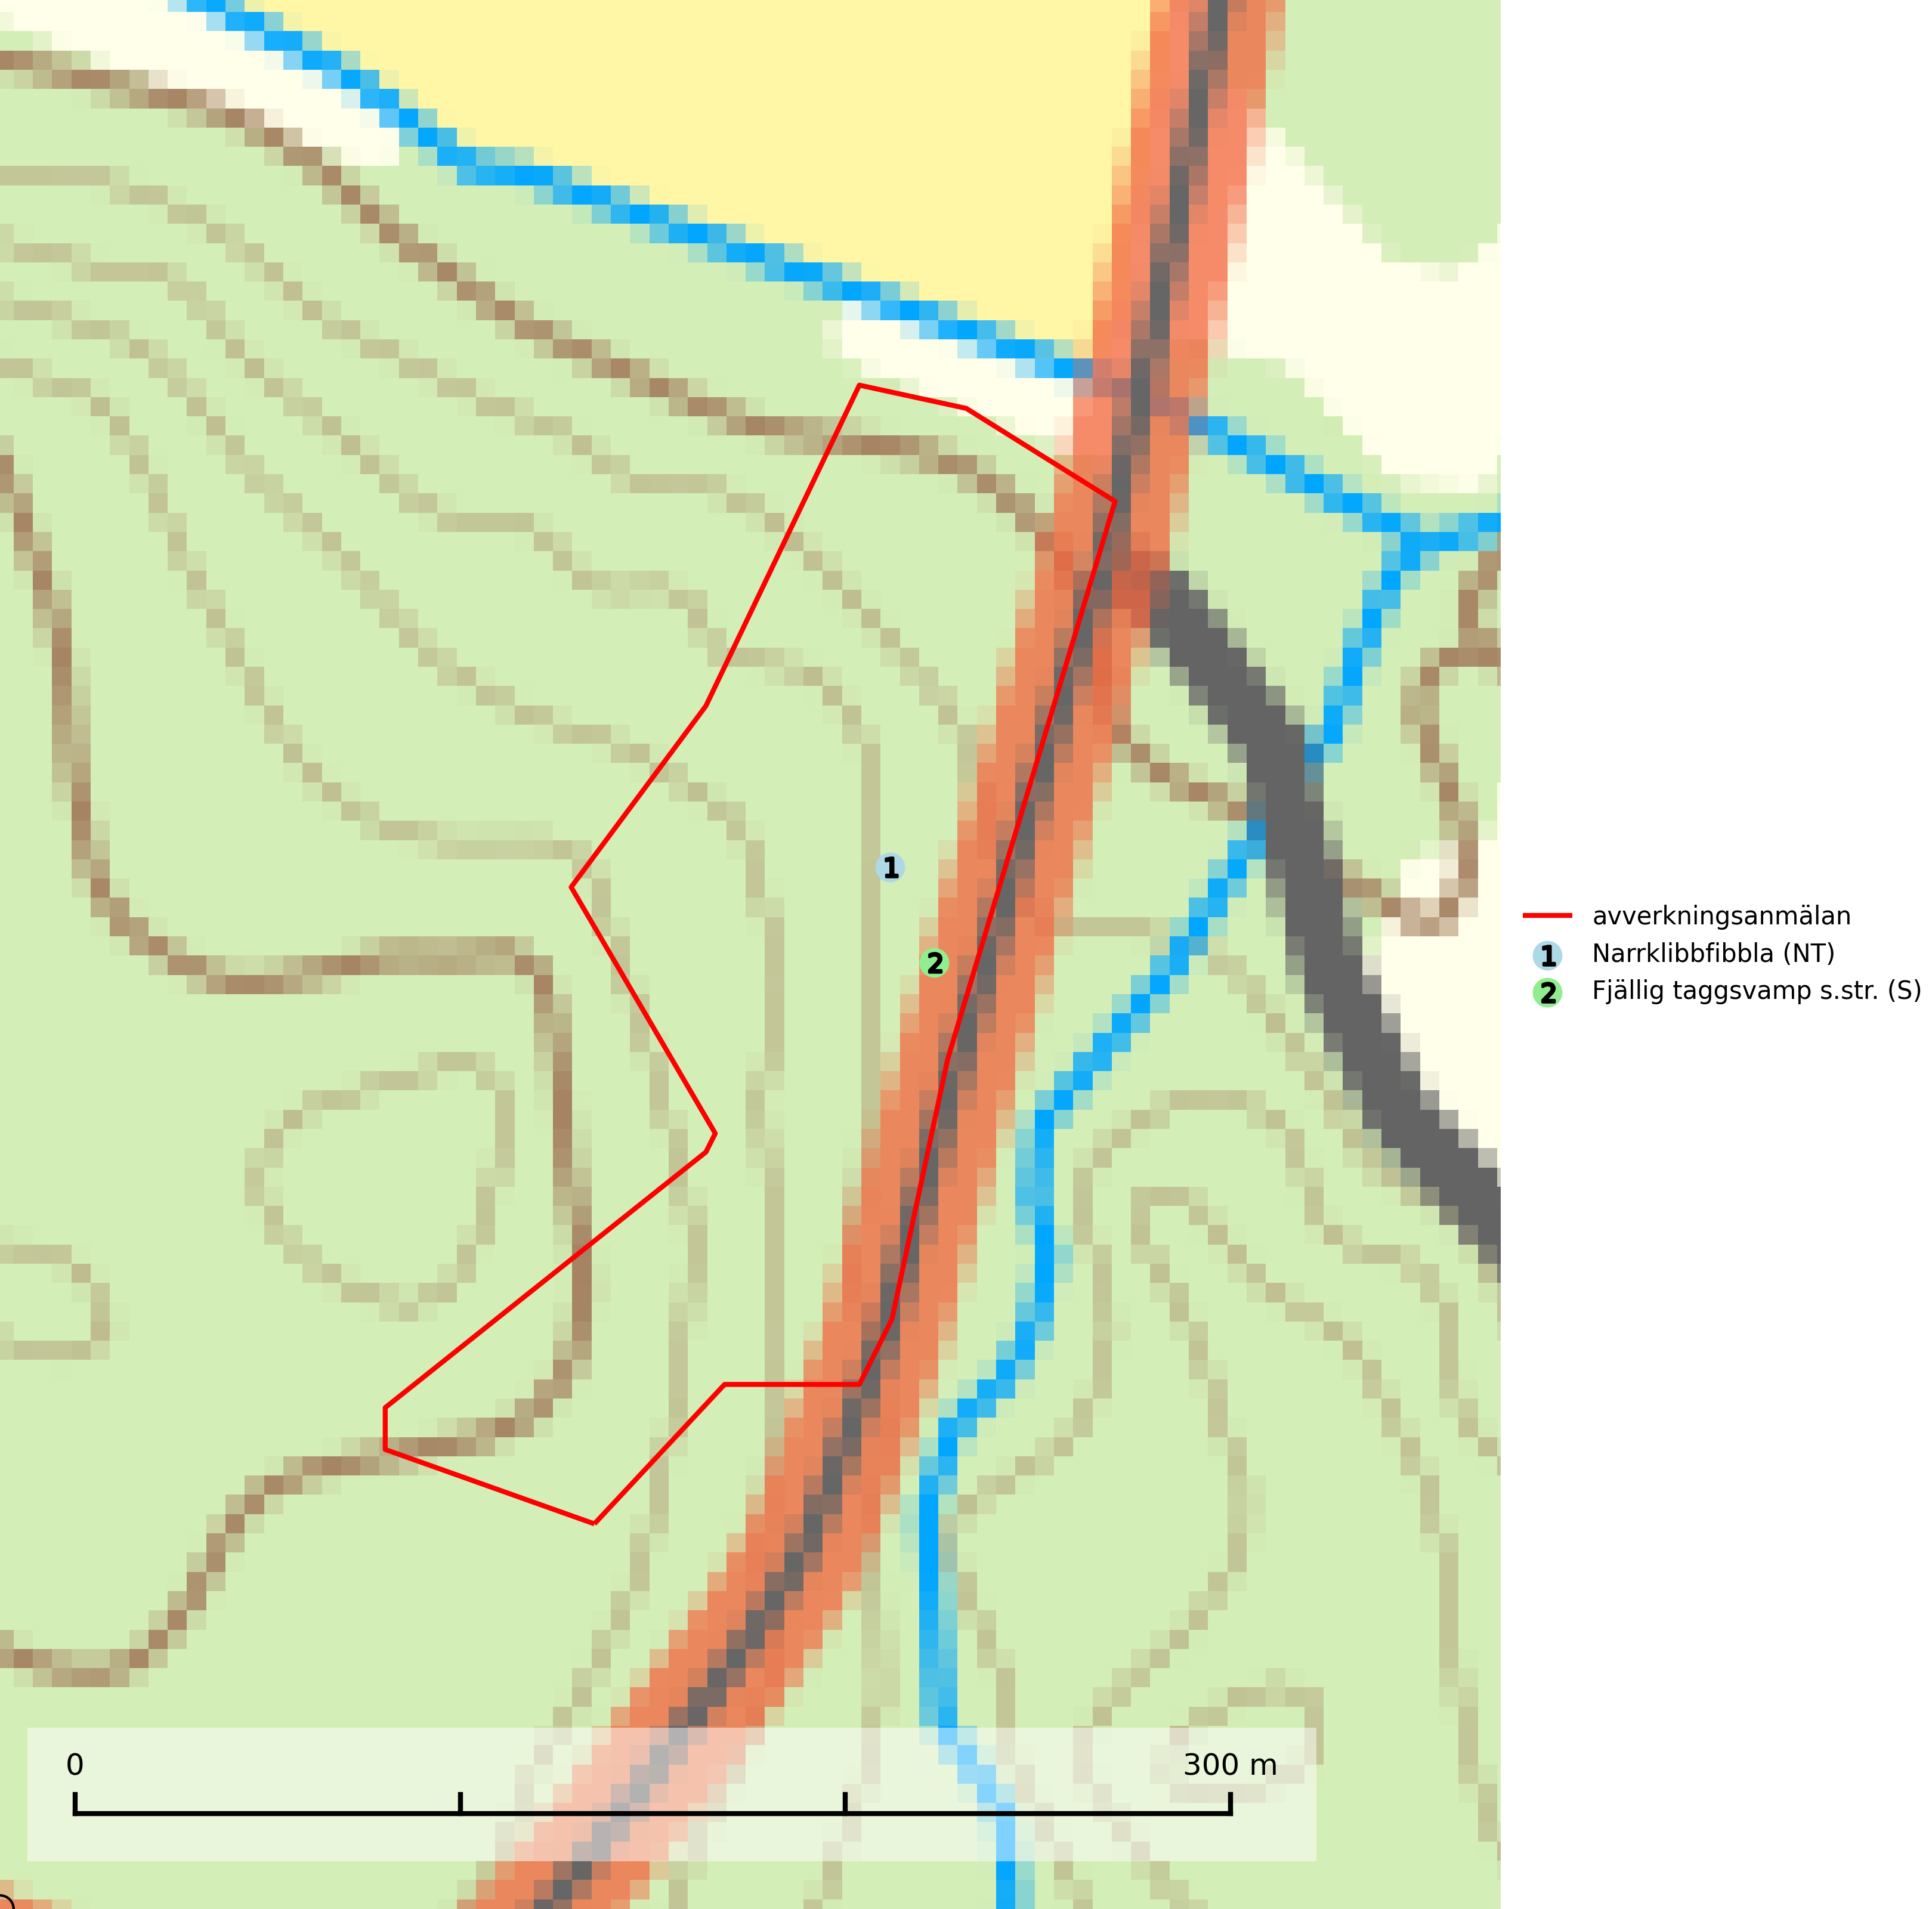 1
2
avverkningsanmälan
1 Narrklibbfibbla (NT)
2 Fjällig taggsvamp s.str. (S)
0 300 m